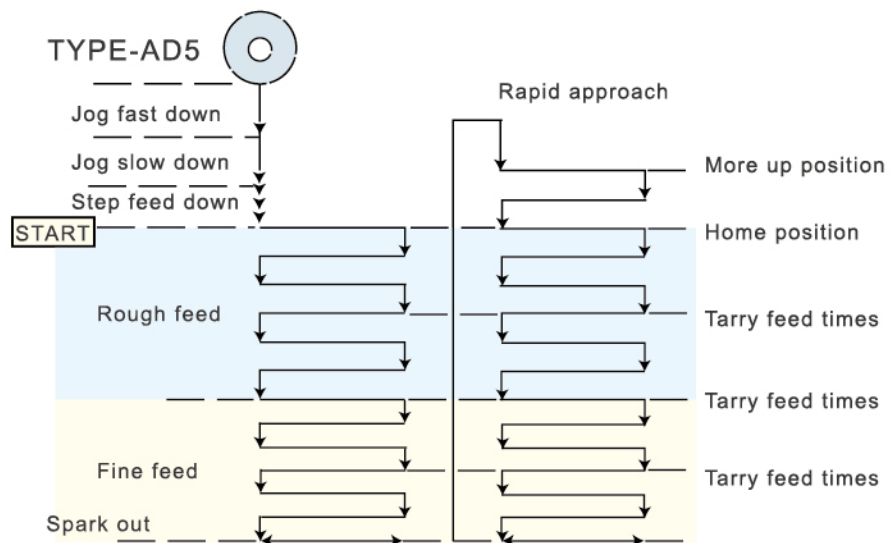 TYPE-AD5
Rapid approach
Jog fast down
Jog slow down
More up position
Step feed down
START
Home position
Rough feed
Tarry feed times
Tarry feed times
Fine feed
Tarry feed times
Spark out